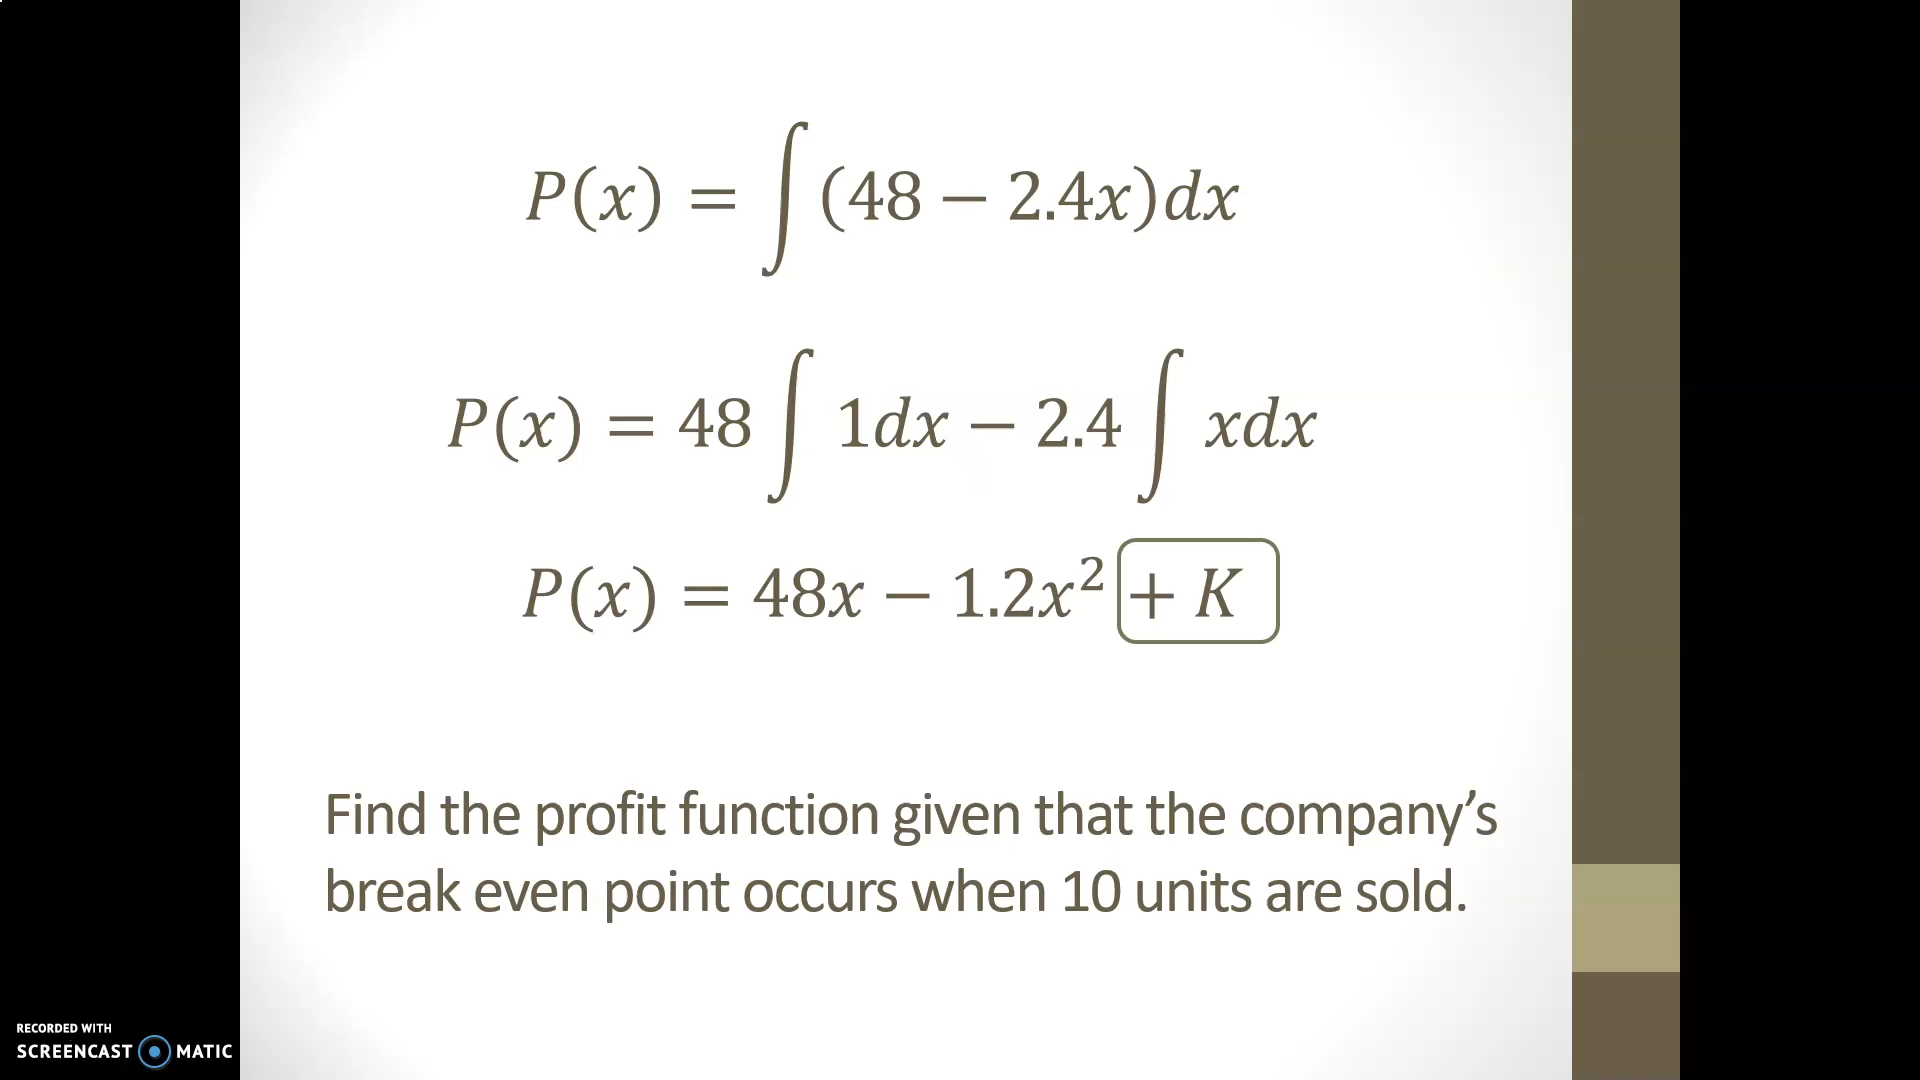 P(x) = ∫ (48 − 2.4x)dx
P(x) = 48 ∫ 1dx − 2.4 ∫ xdx
P(x) = 48x − 1.2x² + K
Find the profit function given that the company’s
break even point occurs when 10 units are sold.
RECORDED WITH
SCREENCAST MATIC